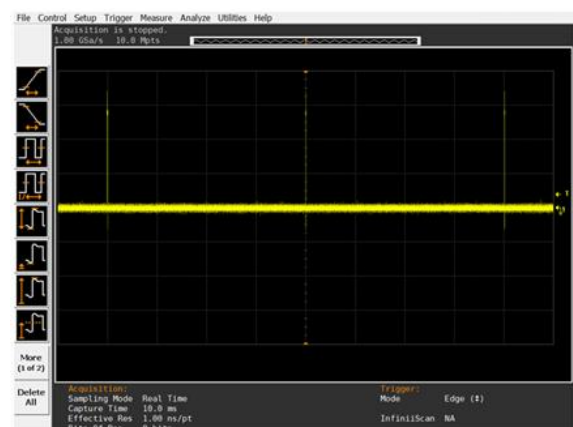 File Control Setup Trigger Measure Analyze Utilities Help
Acquisition is stopped.
1.00 GSa/s 10.0 Mpts
T
More
(1 of 2)
Delete
All
Acquisition:
Sampling Mode Real Time
Capture Time 10.0 ms
Effective Res 1.00 ns/pt
Trigger:
Mode Edge (↕)
InfiniiScan NA